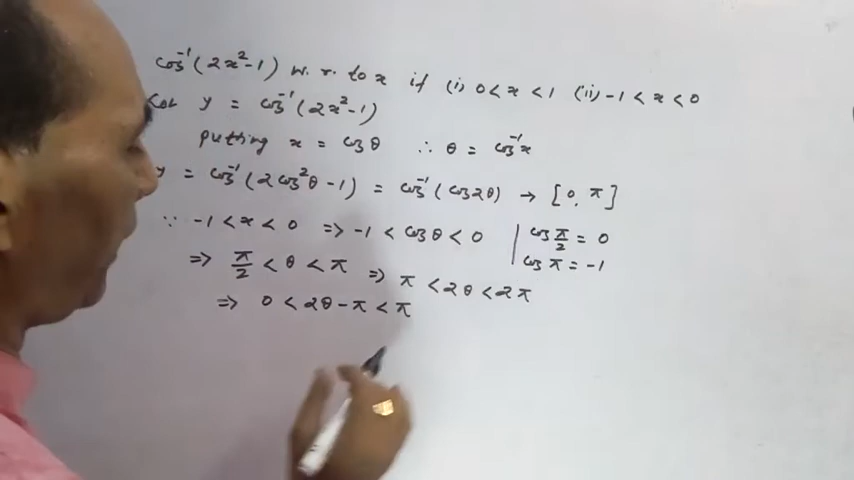 cos⁻¹(2x²-1) w.r. to x if (i) 0<x<1 (ii) -1<x<0
Let y = cos⁻¹(2x²-1)
putting x = cosθ ∴ θ = cos⁻¹x
y = cos⁻¹(2cos²θ-1) = cos⁻¹(cos2θ) → [0, π]
∵ -1<x<0 ⇒ -1 < cosθ < 0 | cos π/2 = 0
⇒ π/2 < θ < π ⇒ π < 2θ < 2π | cos π = -1
⇒ 0 < 2θ-π < π